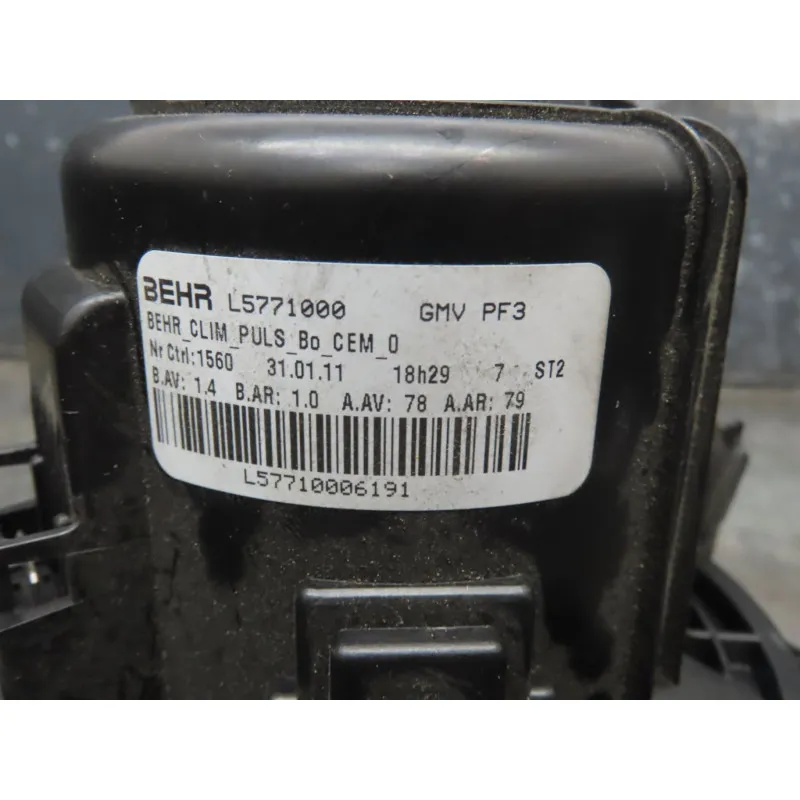 BEHR L5771000 GMV PF3
BEHR_CLIM_PULS_Bo_CEM_0
Nr Ctrl:1560 31.01.11 18h29 7 ST2
B.AV: 1.4 B.AR: 1.0 A.AV: 78 A.AR: 79
L57710006191